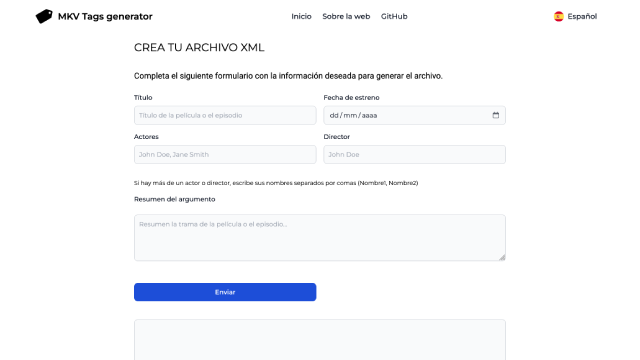 MKV Tags generator
Inicio Sobre la web GitHub
Español
CREA TU ARCHIVO XML
Completa el siguiente formulario con la información deseada para generar el archivo.
Título Fecha de estreno
Título de la película o el episodio dd/mm/aaaa
Actores Director
John Doe, Jane Smith John Doe
Si hay más de un actor o director, escribe sus nombres separados por comas (Nombre1, Nombre2)
Resumen del argumento
Resumen la trama de la película o el episodio...
Enviar